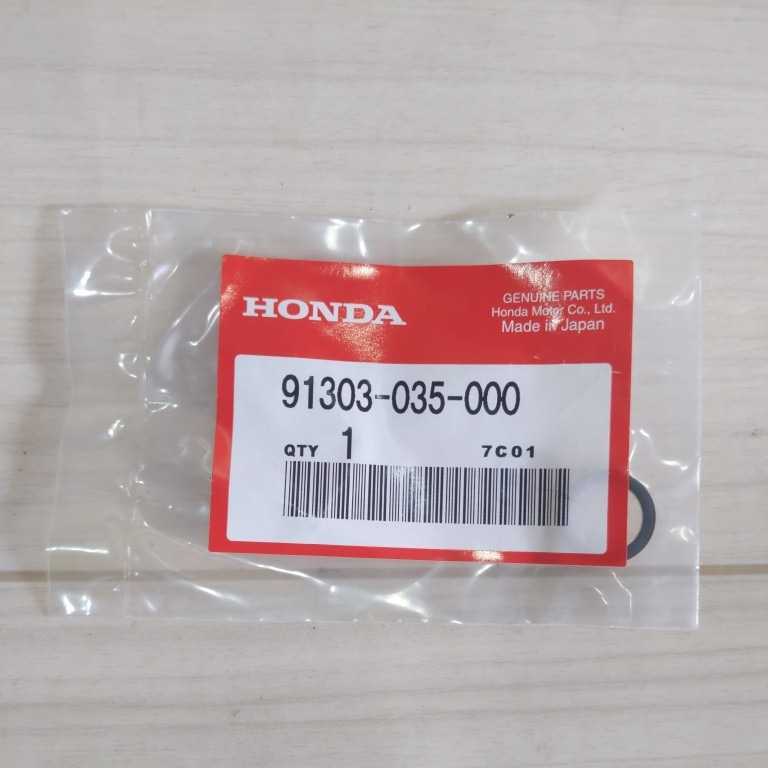 HONDA
GENUINE PARTS
Honda Motor Co., Ltd.
Made in Japan
91303-035-000
QTY 1 7C01